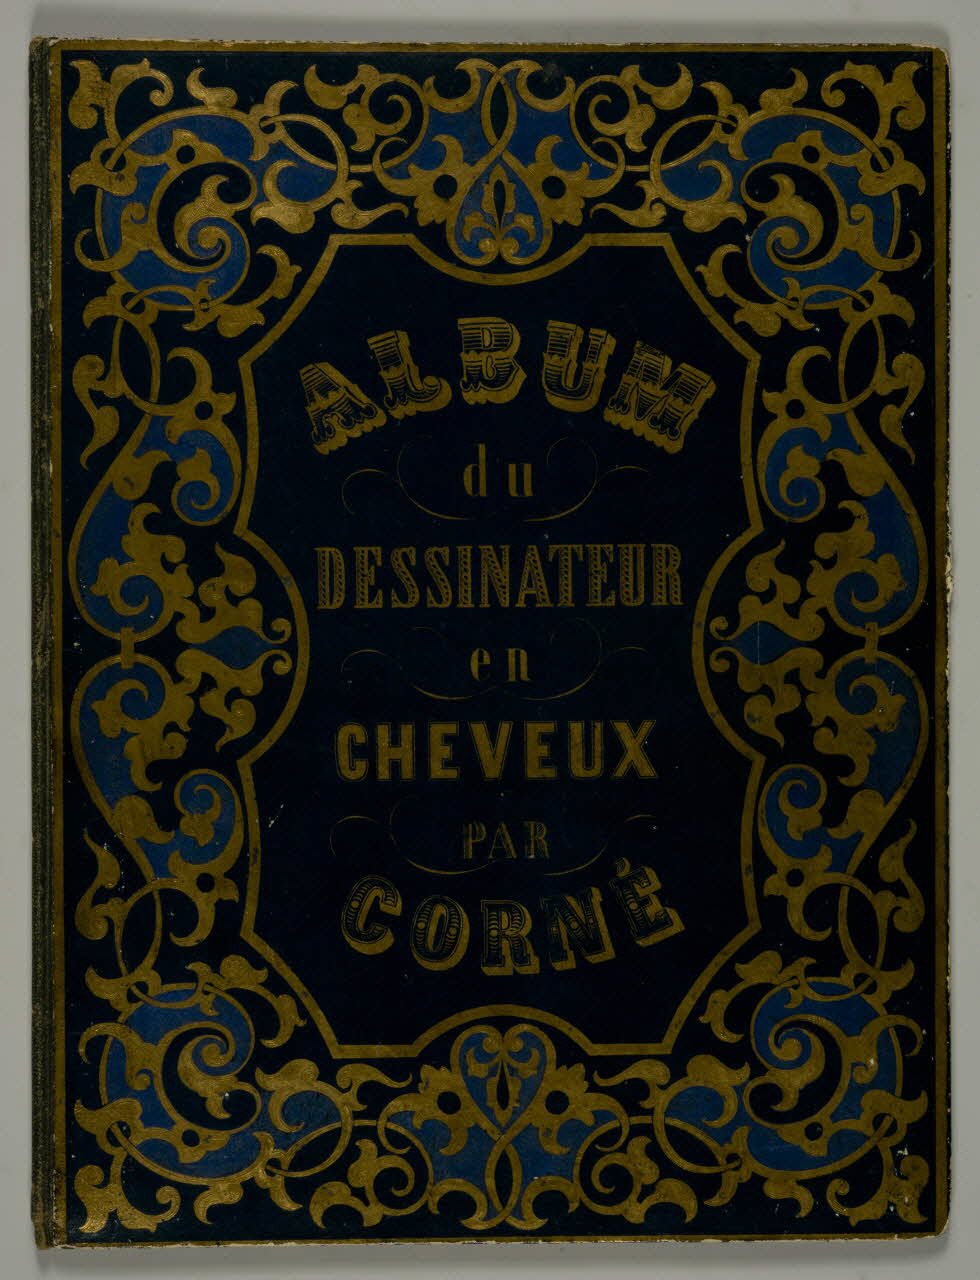 ALBUM
du
DESSINATEUR
en
CHEVEUX
PAR
CORNÉ